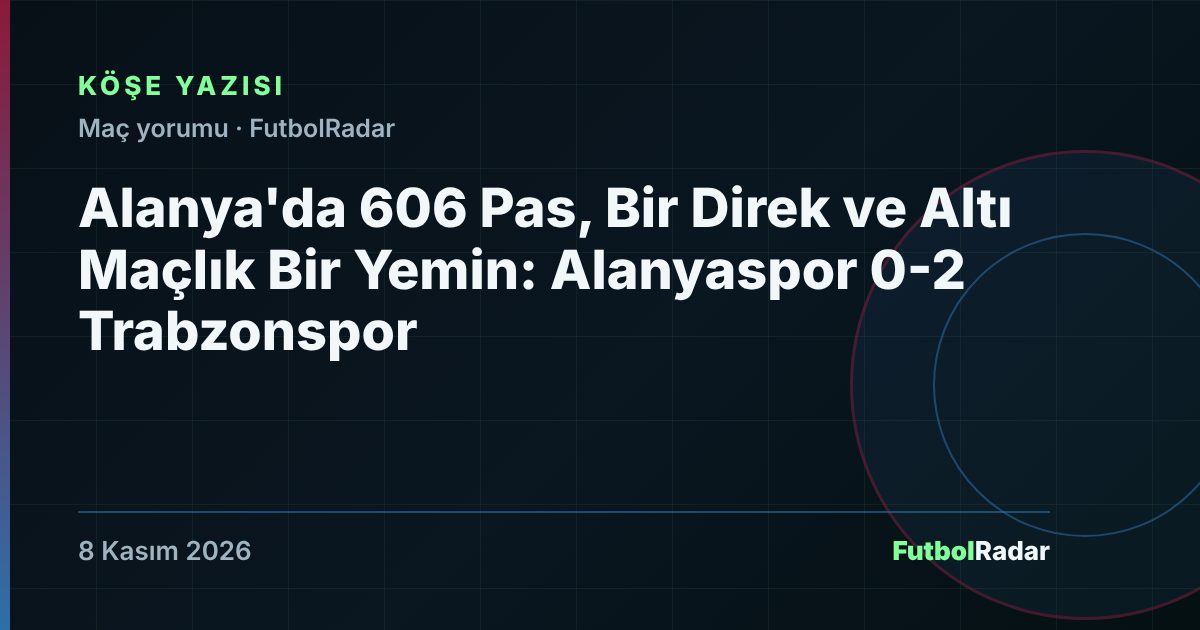 KÖŞE YAZISI
Maç yorumu · FutbolRadar
Alanya'da 606 Pas, Bir Direk ve Altı
Maçlık Bir Yemin: Alanyaspor 0-2
Trabzonspor
8 Kasım 2026
FutbolRadar